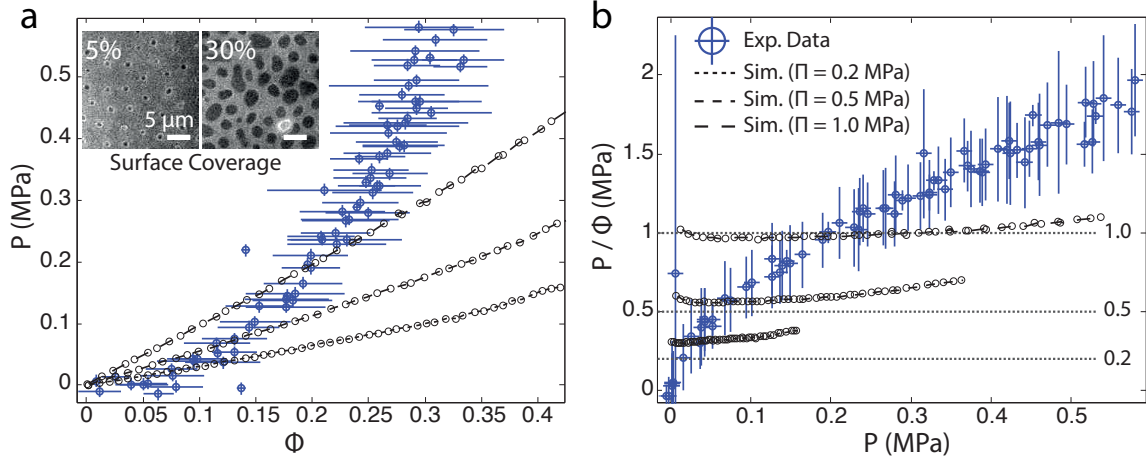 a
5%
30%
5 µm
Surface Coverage
P (MPa)
0.5
0.4
0.3
0.2
0.1
0
0
0.05
0.1
0.15
0.2
0.25
0.3
0.35
0.4
Φ
b
Exp. Data
Sim. (Π = 0.2 MPa)
Sim. (Π = 0.5 MPa)
Sim. (Π = 1.0 MPa)
P / Φ (MPa)
2
1.5
1
0.5
0
1.0
0.5
0.2
0
0.1
0.2
0.3
0.4
0.5
P (MPa)